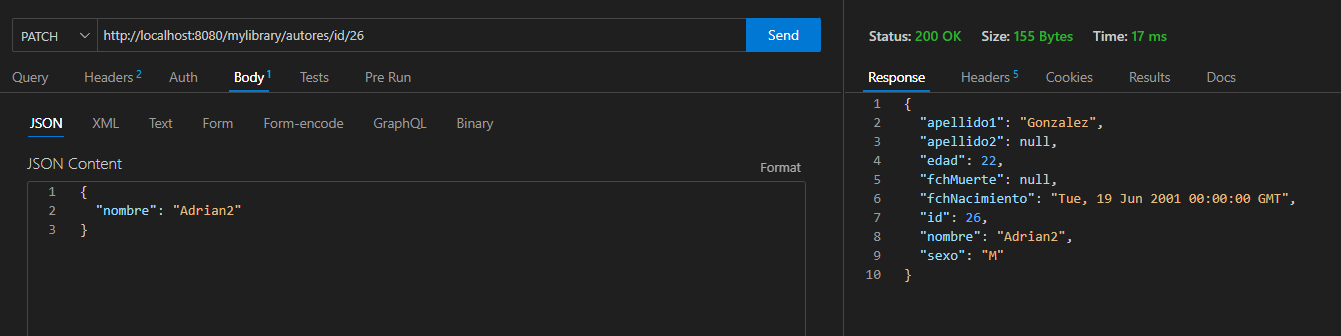 PATCH http://localhost:8080/mylibrary/autores/id/26 Send
Query Headers 2 Auth Body 1 Tests Pre Run
JSON XML Text Form Form-encode GraphQL Binary
JSON Content Format
1 {
2 "nombre": "Adrian2"
3 }
Status: 200 OK Size: 155 Bytes Time: 17 ms
Response Headers 5 Cookies Results Docs
1 {
2 "apellido1": "Gonzalez",
3 "apellido2": null,
4 "edad": 22,
5 "fchMuerte": null,
6 "fchNacimiento": "Tue, 19 Jun 2001 00:00:00 GMT",
7 "id": 26,
8 "nombre": "Adrian2",
9 "sexo": "M"
10 }